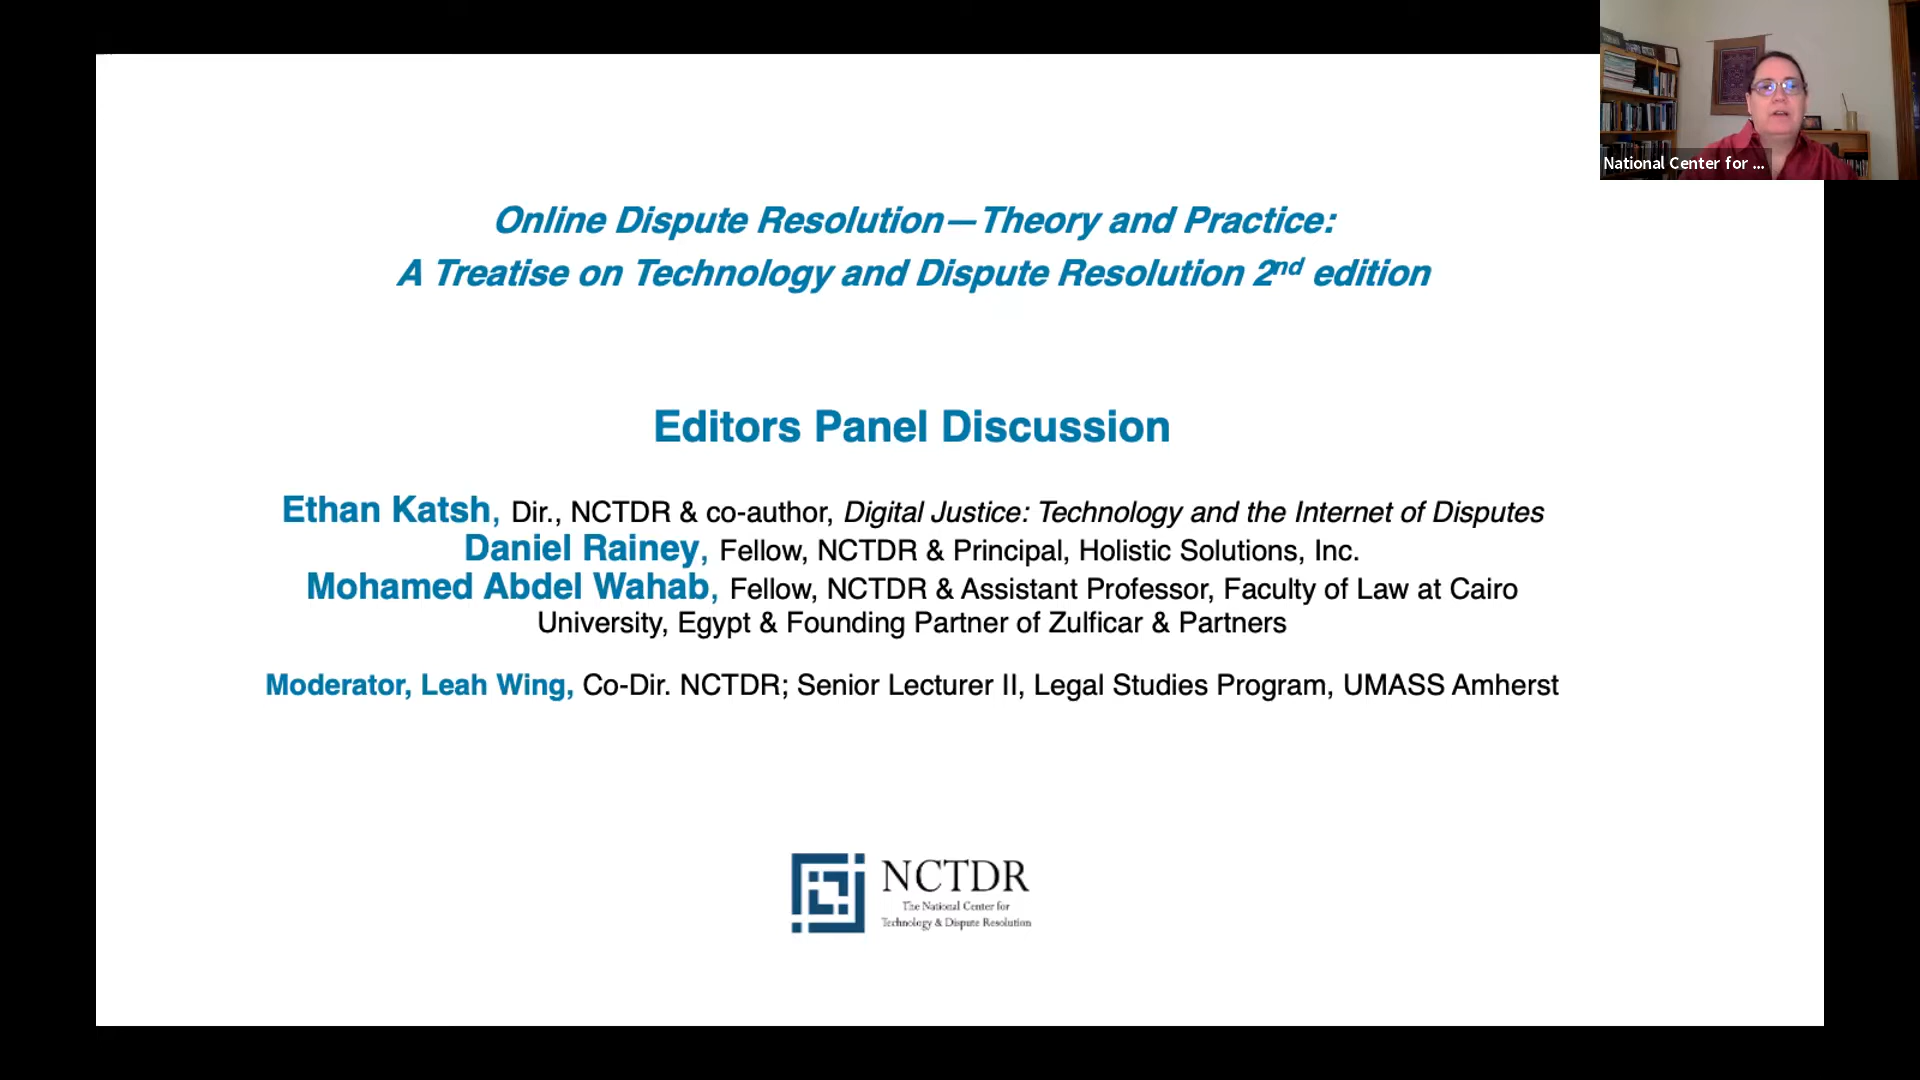 National Center for ...
Online Dispute Resolution—Theory and Practice:
A Treatise on Technology and Dispute Resolution 2nd edition
Editors Panel Discussion
Ethan Katsh, Dir., NCTDR & co-author, Digital Justice: Technology and the Internet of Disputes
Daniel Rainey, Fellow, NCTDR & Principal, Holistic Solutions, Inc.
Mohamed Abdel Wahab, Fellow, NCTDR & Assistant Professor, Faculty of Law at Cairo
University, Egypt & Founding Partner of Zulficar & Partners
Moderator, Leah Wing, Co-Dir. NCTDR; Senior Lecturer II, Legal Studies Program, UMASS Amherst
NCTDR
The National Center for
Technology & Dispute Resolution